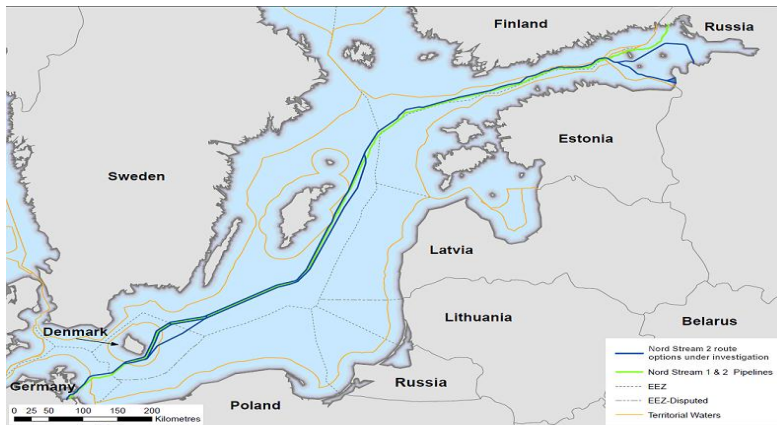 Finland
Russia
Sweden
Estonia
Latvia
Lithuania
Belarus
Denmark
Germany
Poland
Russia
0 25 50 100 150 200
Kilometres
Nord Stream 2 route
options under investigation
Nord Stream 1 & 2 Pipelines
EEZ
EEZ-Disputed
Territorial Waters